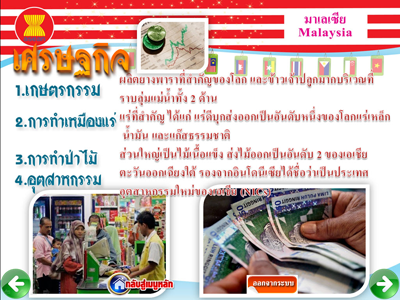 มาเลเซีย
Malaysia
เศรษฐกิจ
1.เกษตรกรรม
ผลิตยางพาราที่สำคัญของโลก และข้าวเจ้าปลูกมากบริเวณที่
ราบลุ่มแม่น้ำทั้ง 2 ด้าน
2.การทำเหมืองแร่
แร่ที่สำคัญ ได้แก่ แร่ดีบุกส่งออกเป็นอันดับหนึ่งของโลกแร่เหล็ก
น้ำมัน และแก๊สธรรมชาติ
3.การทำป่าไม้
ส่วนใหญ่เป็นไม้เนื้อแข็ง ส่งไม้ออกเป็นอันดับ 2 ของเอเชีย
4.อุตสาหกรรม
ตะวันออกเฉียงใต้ รองจากอินโดนีเซียได้ชื่อว่าเป็นประเทศ
อุตสาหกรรมใหม่ของเอเชีย (NICS)
กลับสู่เมนูหลัก
ออกจากระบบ